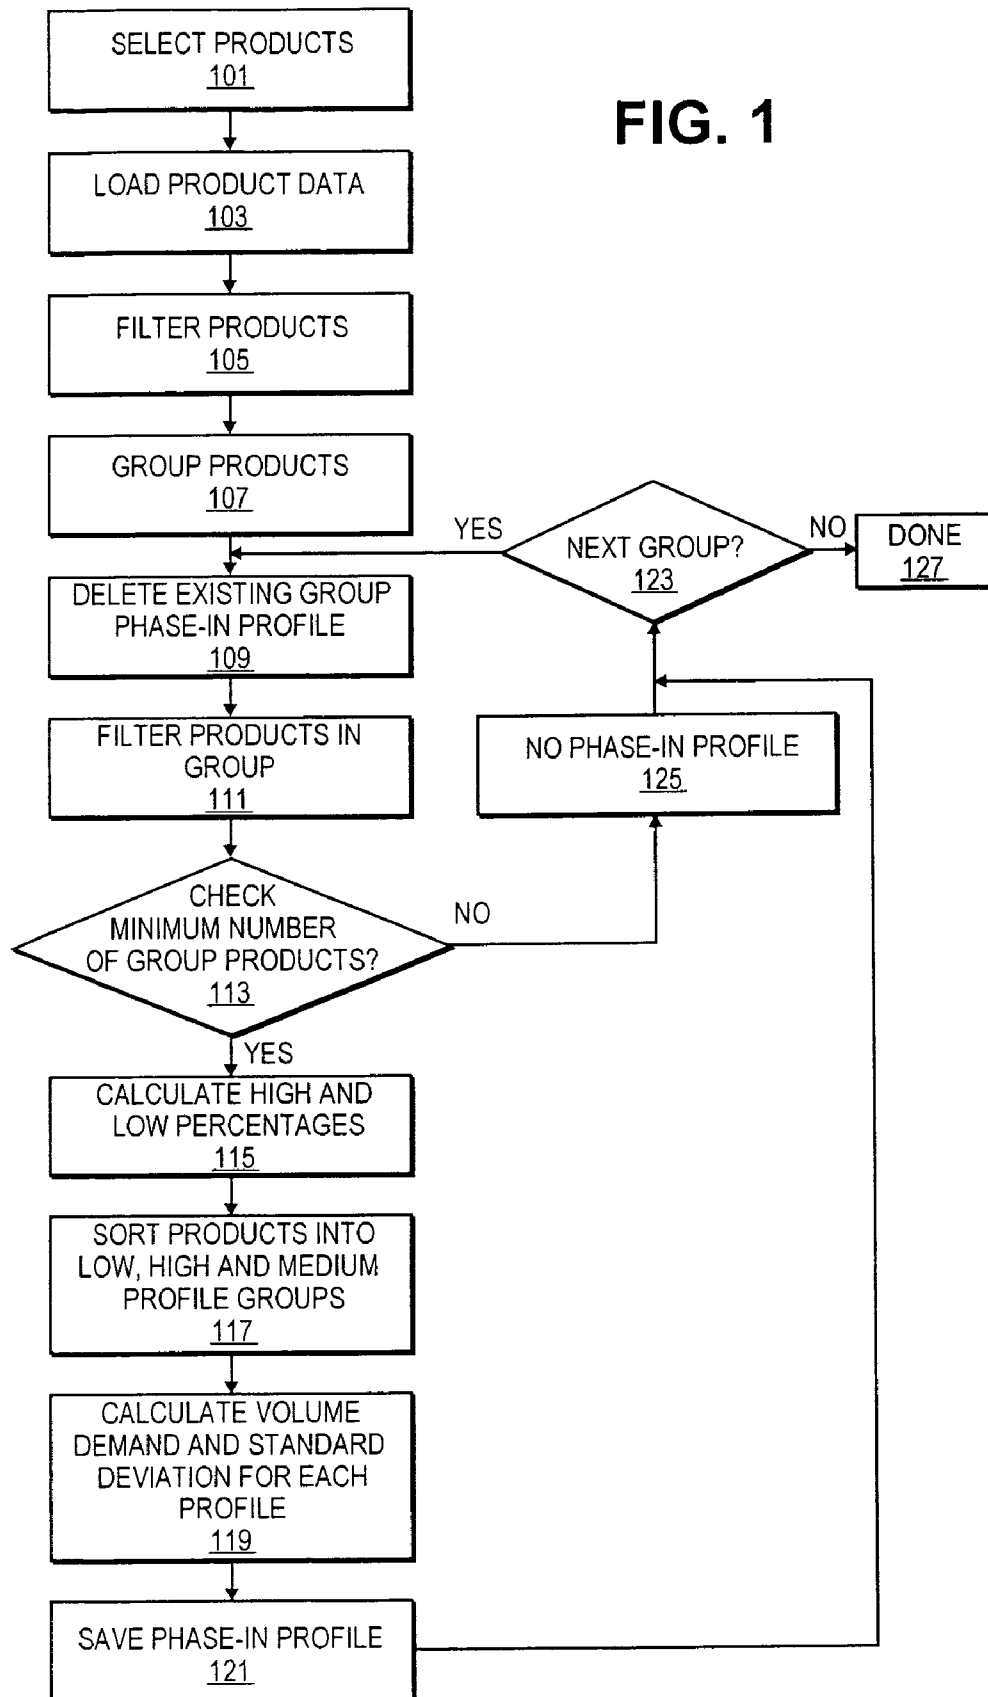 FIG. 1
SELECT PRODUCTS
101
LOAD PRODUCT DATA
103
FILTER PRODUCTS
105
GROUP PRODUCTS
107
YES
NEXT GROUP?
123
NO
DONE
127
DELETE EXISTING GROUP
PHASE-IN PROFILE
109
FILTER PRODUCTS IN
GROUP
111
NO PHASE-IN PROFILE
125
CHECK
MINIMUM NUMBER
OF GROUP PRODUCTS?
113
NO
YES
CALCULATE HIGH AND
LOW PERCENTAGES
115
SORT PRODUCTS INTO
LOW, HIGH AND MEDIUM
PROFILE GROUPS
117
CALCULATE VOLUME
DEMAND AND STANDARD
DEVIATION FOR EACH
PROFILE
119
SAVE PHASE-IN PROFILE
121